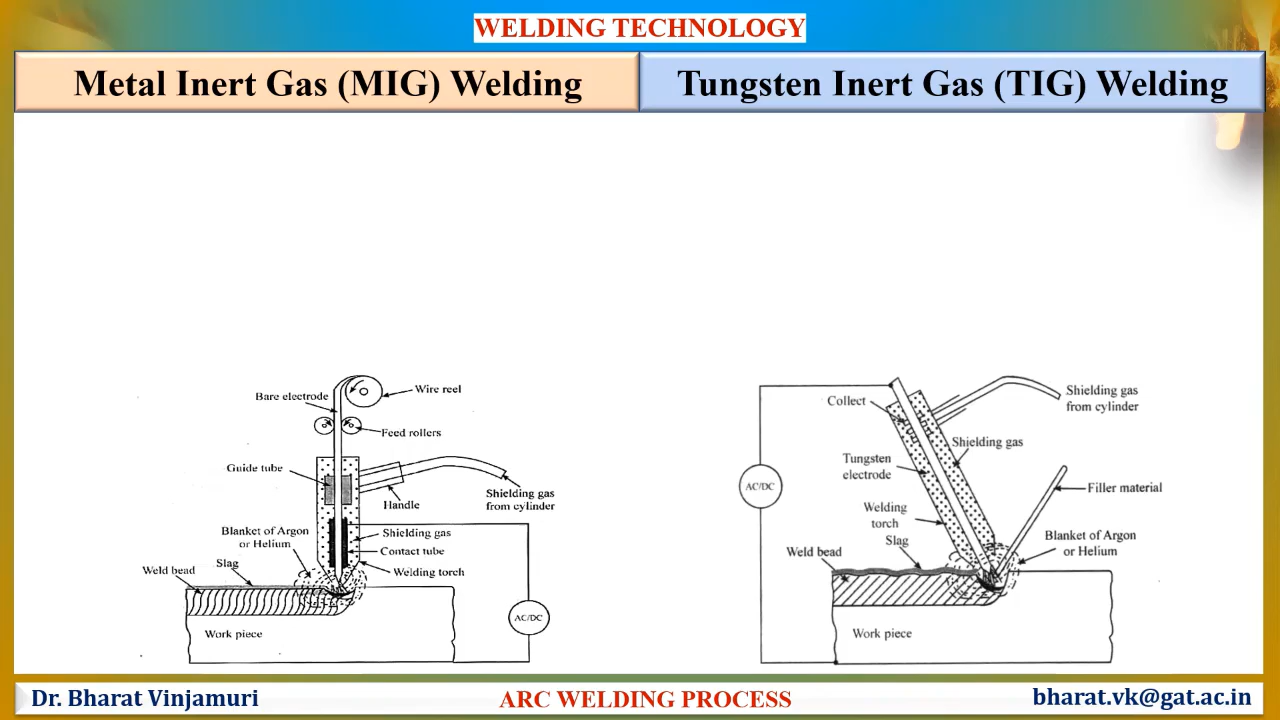 WELDING TECHNOLOGY
Metal Inert Gas (MIG) Welding
Tungsten Inert Gas (TIG) Welding
Wire reel
Bare electrode
Feed rollers
Guide tube
Handle
Shielding gas
from cylinder
Blanket of Argon
or Helium
Shielding gas
Contact tube
Slag
Weld bead
Welding torch
AC/DC
Work piece
Collect
Shielding gas
from cylinder
Shielding gas
Tungsten
electrode
AC/DC
Filler material
Welding
torch
Slag
Blanket of Argon
or Helium
Weld bead
Work piece
Dr. Bharat Vinjamuri
ARC WELDING PROCESS
bharat.vk@gat.ac.in